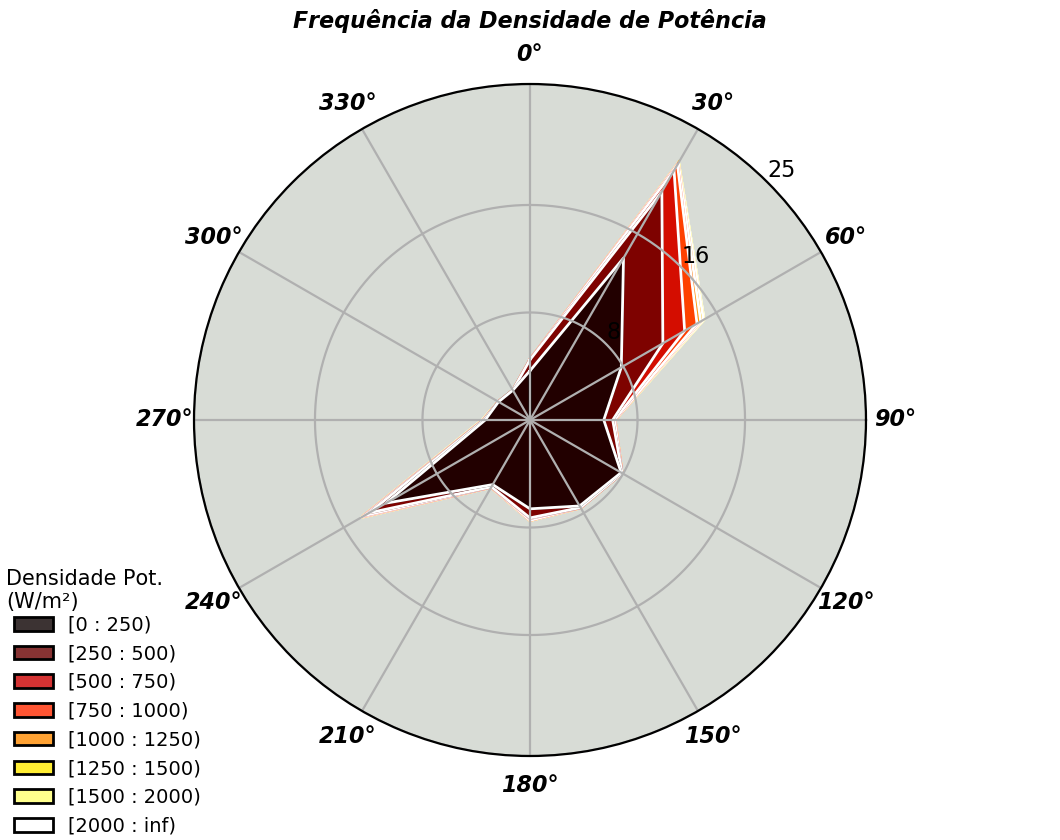 Frequência da Densidade de Potência
0°
330°
30°
25
300°
60°
16
8
270°
90°
240°
120°
210°
150°
180°
Densidade Pot.
(W/m²)
[0 : 250)
[250 : 500)
[500 : 750)
[750 : 1000)
[1000 : 1250)
[1250 : 1500)
[1500 : 2000)
[2000 : inf)